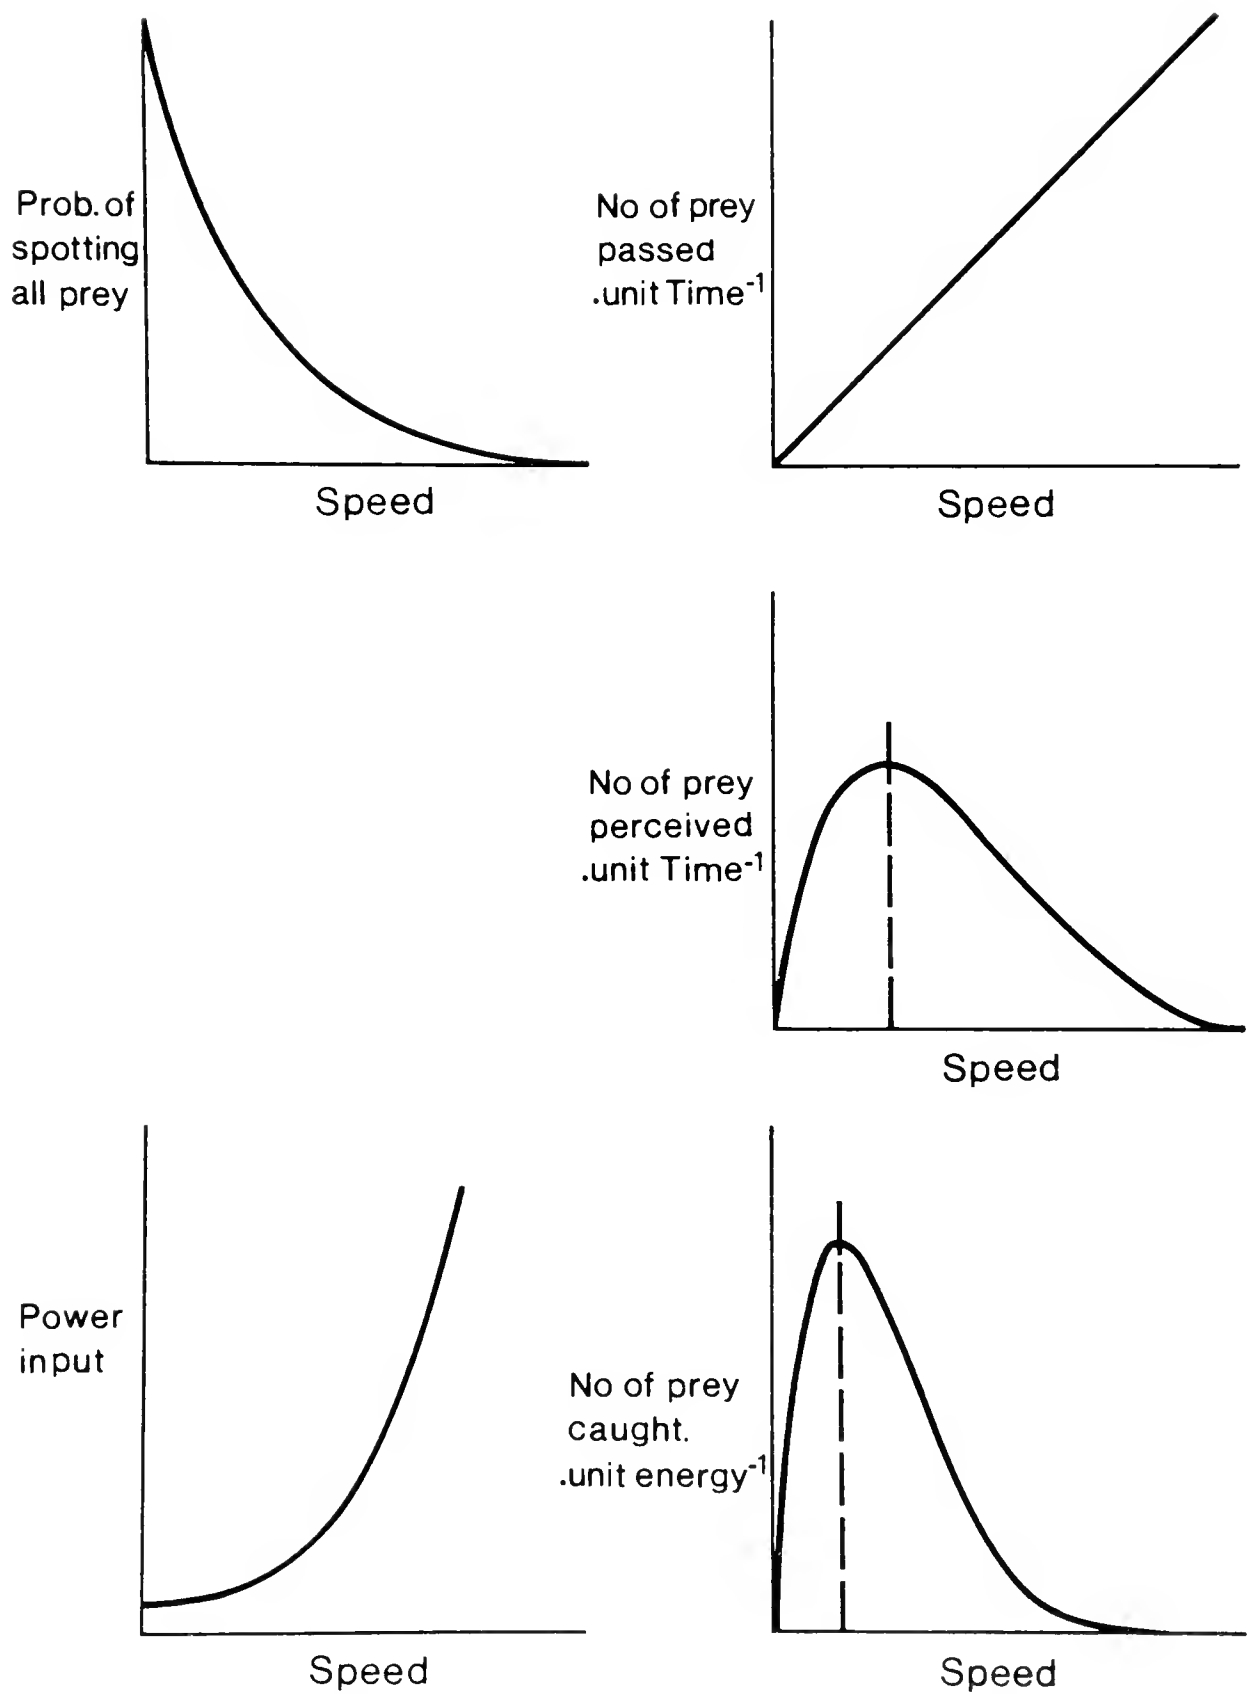 Prob. of
spotting
all prey
Speed
No of prey
passed
.unit Time⁻¹
Speed
No of prey
perceived
.unit Time⁻¹
Speed
Power
input
Speed
No of prey
caught.
.unit energy⁻¹
Speed